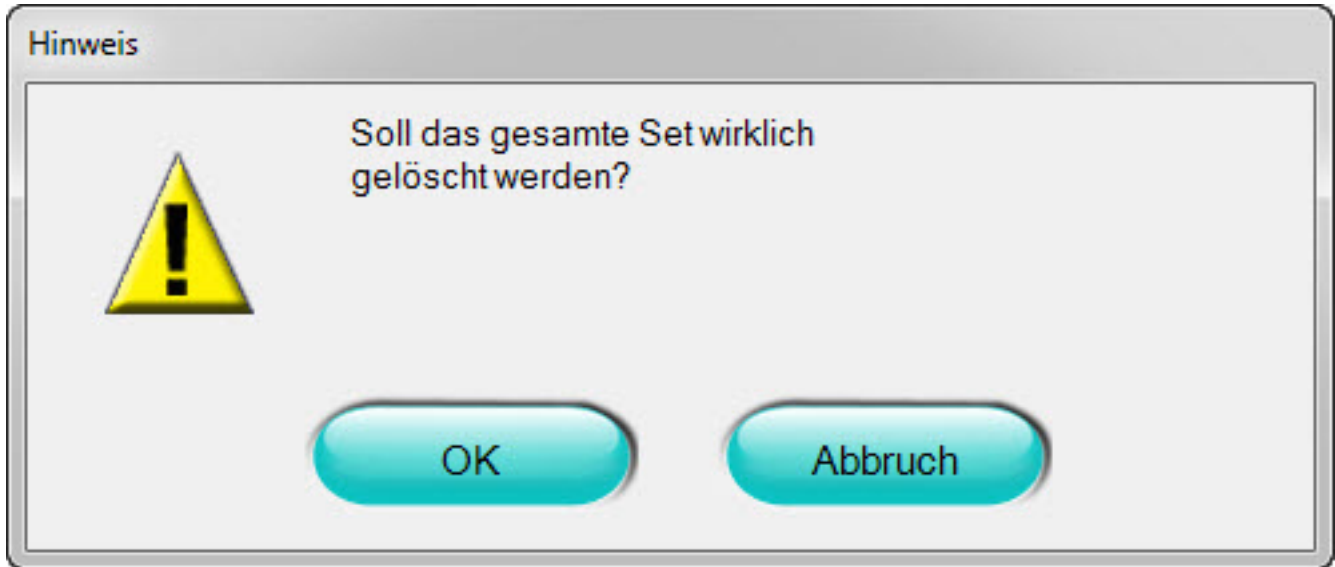 Hinweis
Soll das gesamte Set wirklich
gelöscht werden?
OK
Abbruch